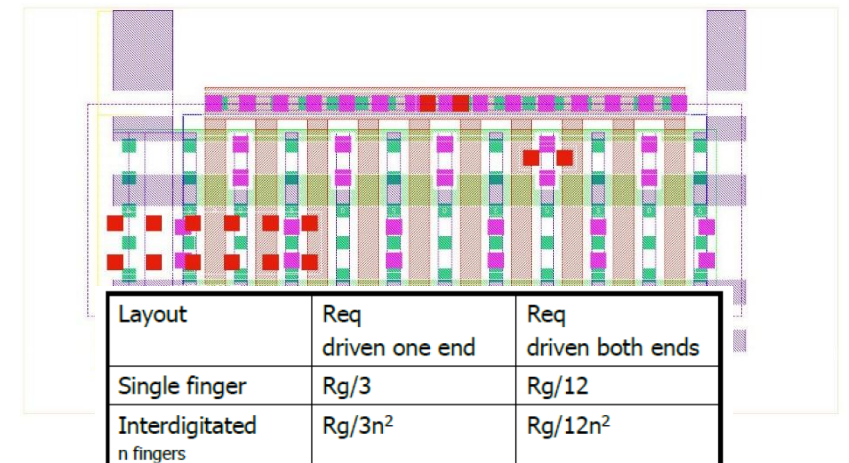 Layout
Req
driven one end
Req
driven both ends
Single finger
Rg/3
Rg/12
Interdigitated
n fingers
Rg/3n²
Rg/12n²